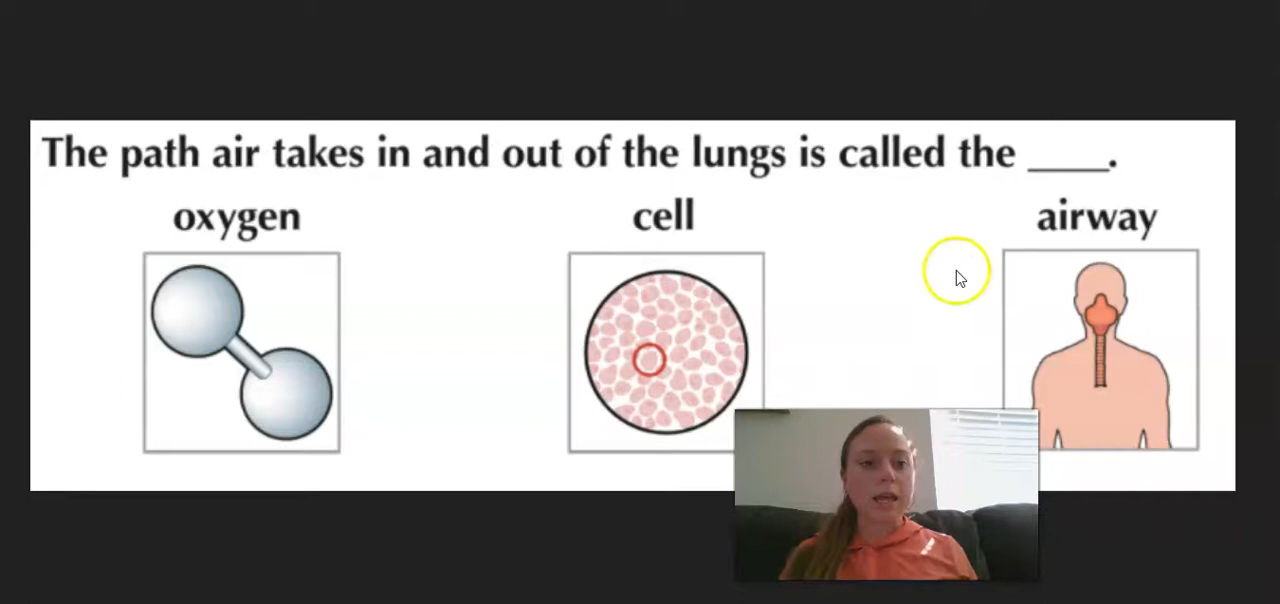 The path air takes in and out of the lungs is called the ____.
oxygen cell airway